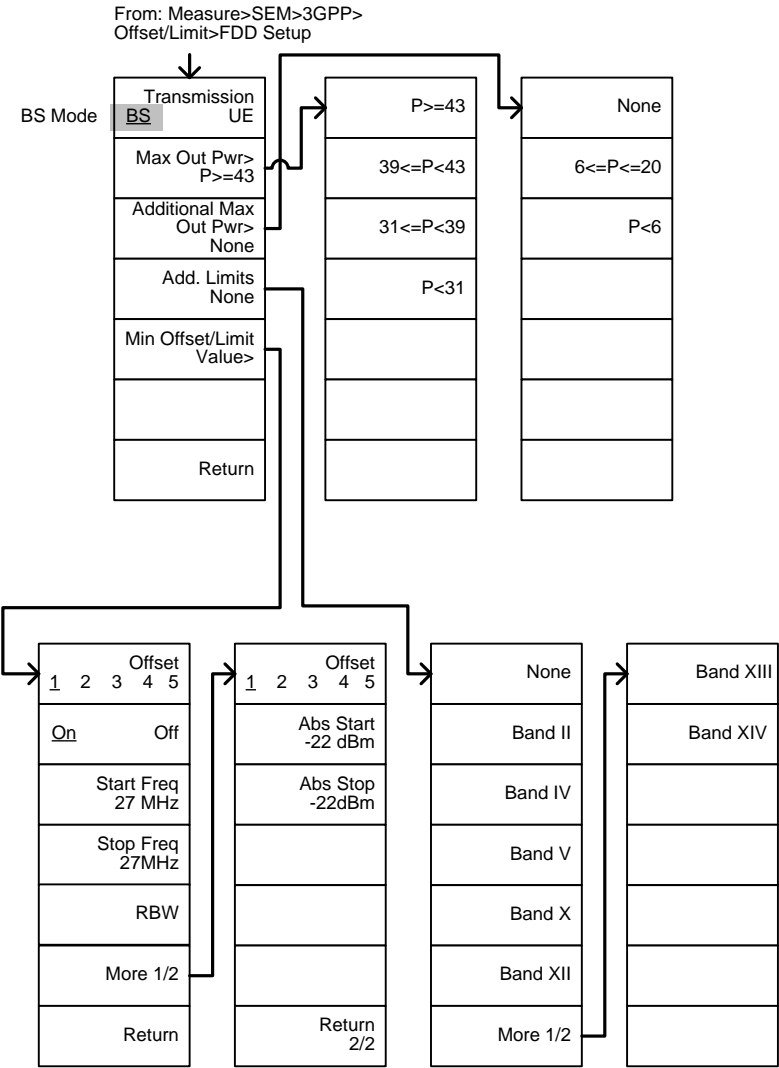 From: Measure>SEM>3GPP>
Offset/Limit>FDD Setup
BS Mode
Transmission
BS UE
Max Out Pwr>
P>=43
Additional Max
Out Pwr>
None
Add. Limits
None
Min Offset/Limit
Value>
Return
P>=43
39<=P<43
31<=P<39
P<31
None
6<=P<=20
P<6
Offset
1 2 3 4 5
On Off
Start Freq
27 MHz
Stop Freq
27MHz
RBW
More 1/2
Return
Offset
1 2 3 4 5
Abs Start
-22 dBm
Abs Stop
-22dBm
Return
2/2
None
Band II
Band IV
Band V
Band X
Band XII
More 1/2
Band XIII
Band XIV